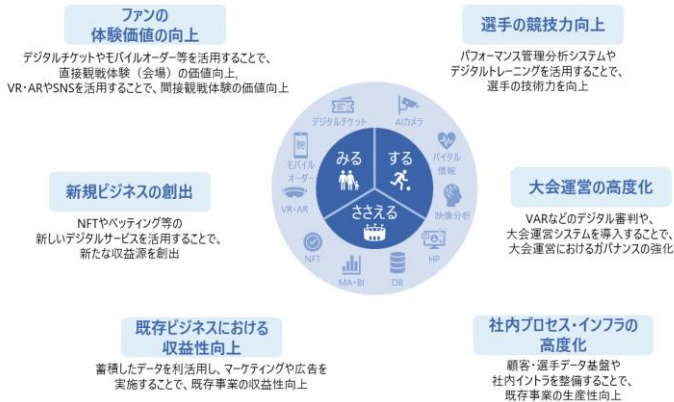 ファンの
体験価値の向上
デジタルチケットやモバイルオーダー等を活用することで、
直接観戦体験（会場）の価値向上,
VR・ARやSNSを活用することで、間接観戦体験の価値向上
選手の競技力向上
パフォーマンス管理分析システムや
デジタルトレーニングを活用することで、
選手の技術力を向上
デジタルチケット
AIカメラ
モバイル
オーダー
VR・AR
NFT
MA・BI
DB
HP
映像分析
バイタル
情報
みる
する
ささえる
新規ビジネスの創出
NFTやベッティング等の
新しいデジタルサービスを活用することで、
新たな収益源を創出
大会運営の高度化
VARなどのデジタル審判や、
大会運営システムを導入することで、
大会運営におけるガバナンスの強化
既存ビジネスにおける
収益性向上
蓄積したデータを利活用し、マーケティングや広告を
実施することで、既存事業の収益性向上
社内プロセス・インフラの
高度化
顧客・選手データ基盤や
社内イントラを整備することで、
既存事業の生産性向上